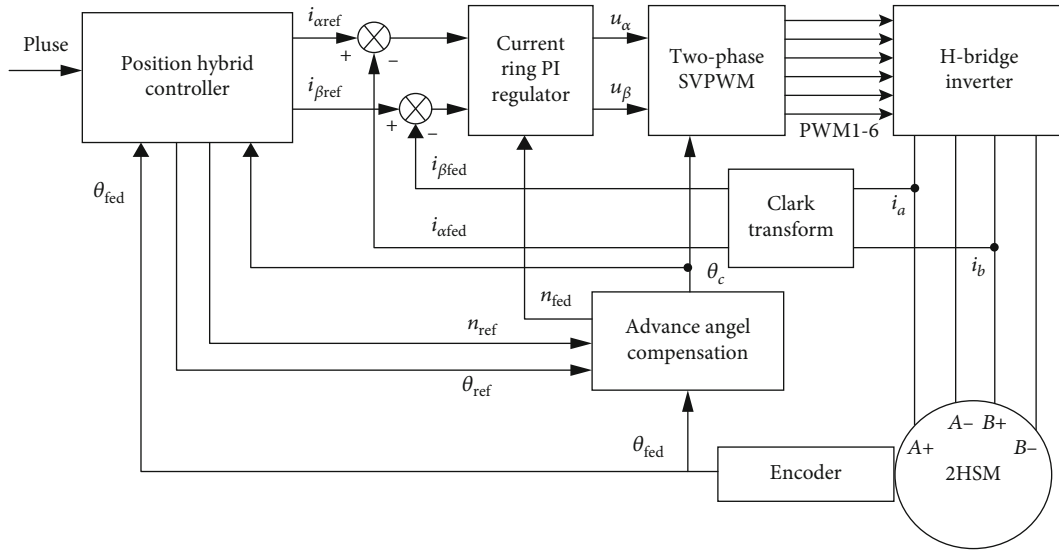 Pluse
Position hybrid
controller
iαref
iβref
+
−
+
−
Current
ring PI
regulator
uα
uβ
Two-phase
SVPWM
PWM1-6
H-bridge
inverter
θfed
iβfed
iαfed
Clark
transform
ia
ib
θc
nfed
nref
θref
Advance angel
compensation
θfed
Encoder
A+
A−
B+
B−
2HSM